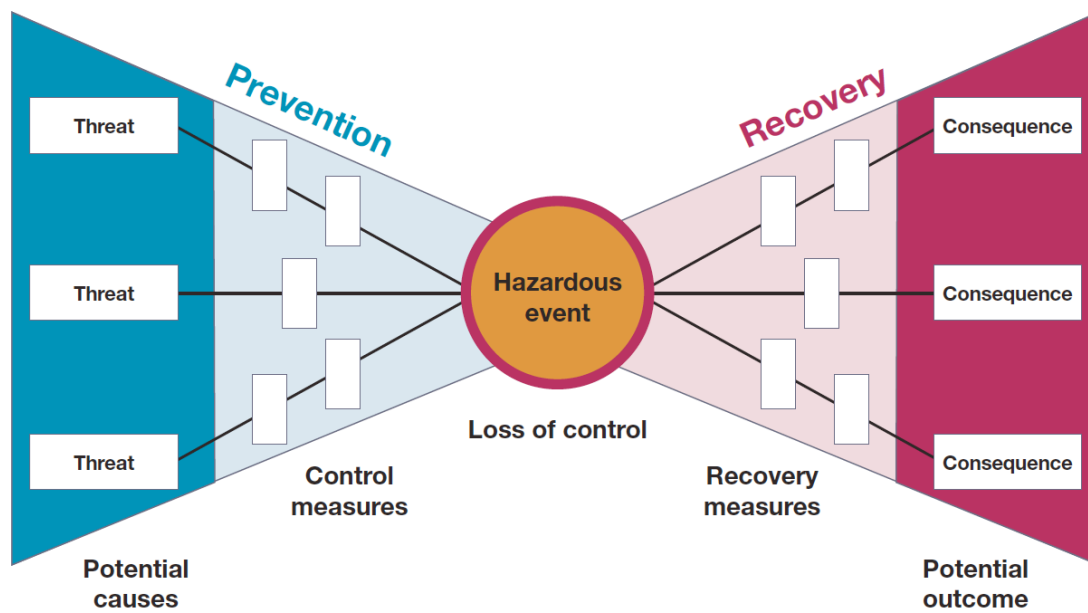 Prevention
Recovery
Threat
Consequence
Hazardous
event
Threat
Consequence
Loss of control
Threat
Consequence
Control
measures
Recovery
measures
Potential
causes
Potential
outcome